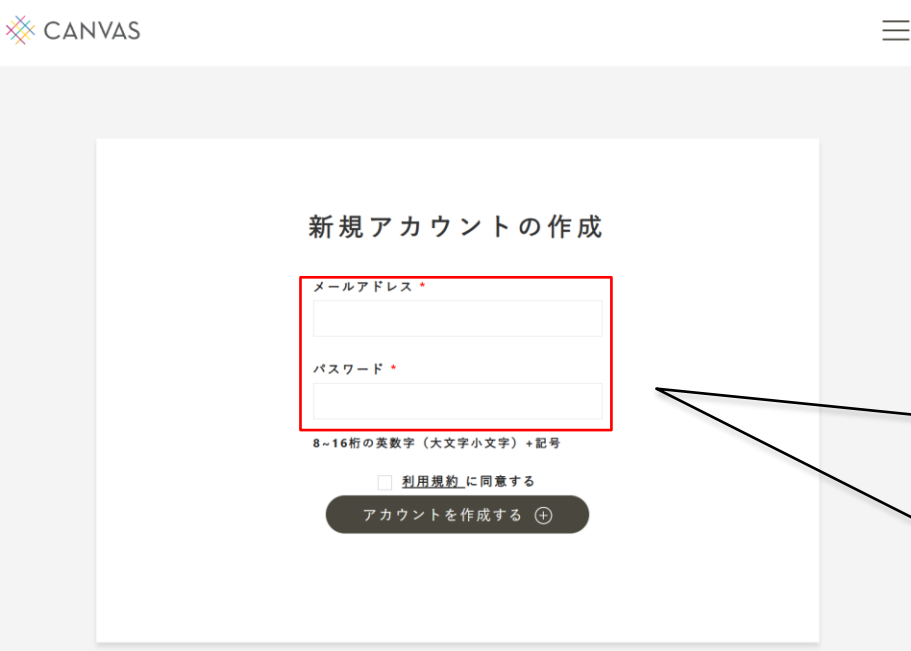 CANVAS
新規アカウントの作成
メールアドレス *
パスワード *
8~16桁の英数字（大文字小文字）+記号
利用規約 に同意する
アカウントを作成する